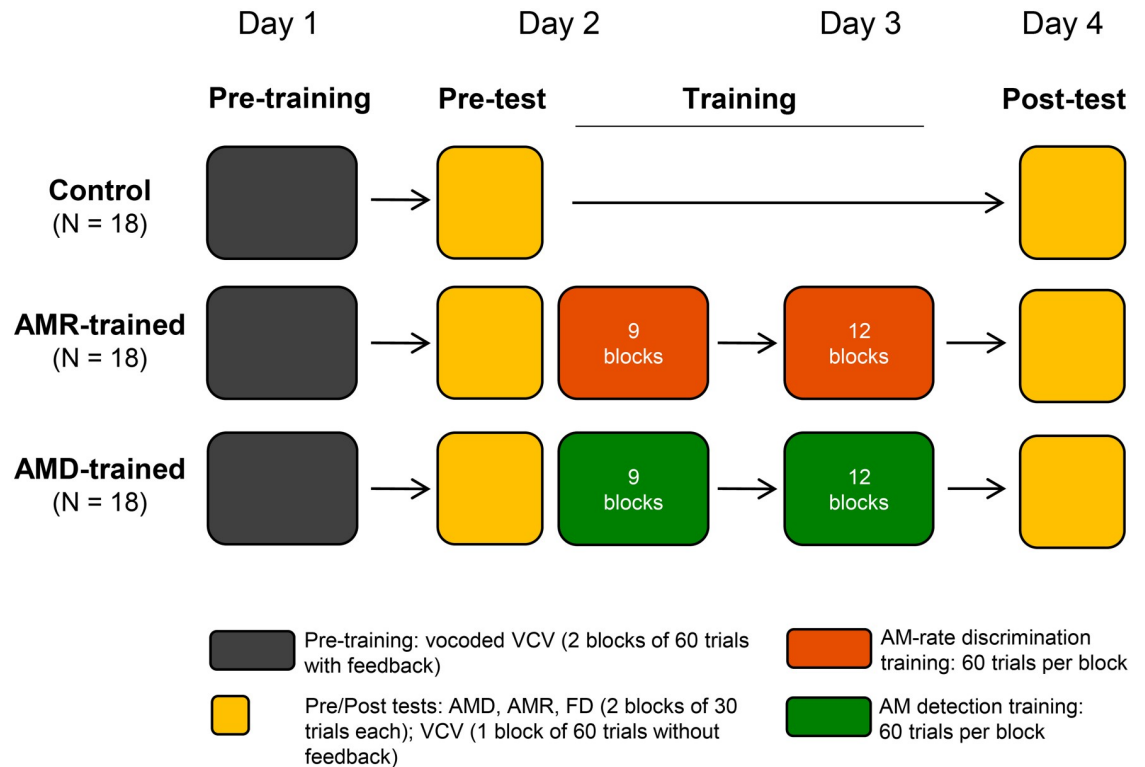 Day 1
Day 2
Day 3
Day 4
Pre-training
Pre-test
Training
Post-test
Control
(N = 18)
AMR-trained
(N = 18)
9
blocks
12
blocks
AMD-trained
(N = 18)
9
blocks
12
blocks
Pre-training: vocoded VCV (2 blocks of 60 trials
with feedback)
Pre/Post tests: AMD, AMR, FD (2 blocks of 30
trials each); VCV (1 block of 60 trials without
feedback)
AM-rate discrimination
training: 60 trials per block
AM detection training:
60 trials per block